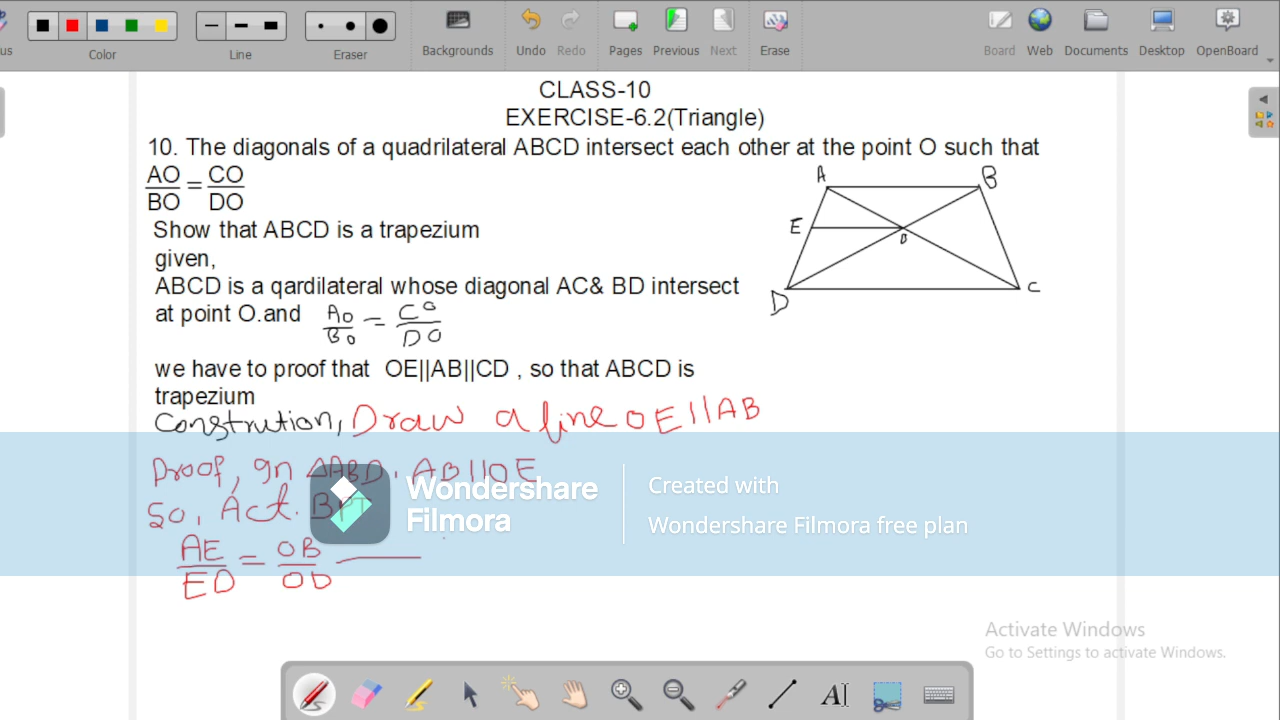 us Color Line Eraser Backgrounds Undo Redo Pages Previous Next Erase Board Web Documents Desktop OpenBoard
CLASS-10
EXERCISE-6.2(Triangle)
10. The diagonals of a quadrilateral ABCD intersect each other at the point O such that
AO/BO = CO/DO
Show that ABCD is a trapezium
given,
ABCD is a qardilateral whose diagonal AC& BD intersect
at point O.and AO/BO = CO/DO
we have to proof that OE||AB||CD , so that ABCD is
trapezium
Constrution, Draw a line OE||AB
Proof, In ΔABD, AB||OE
So, Act. BPT
AE/ED = OB/OD
A
B
E
O
D
C
Wondershare
Filmora
Created with
Wondershare Filmora free plan
Activate Windows
Go to Settings to activate Windows.
AI